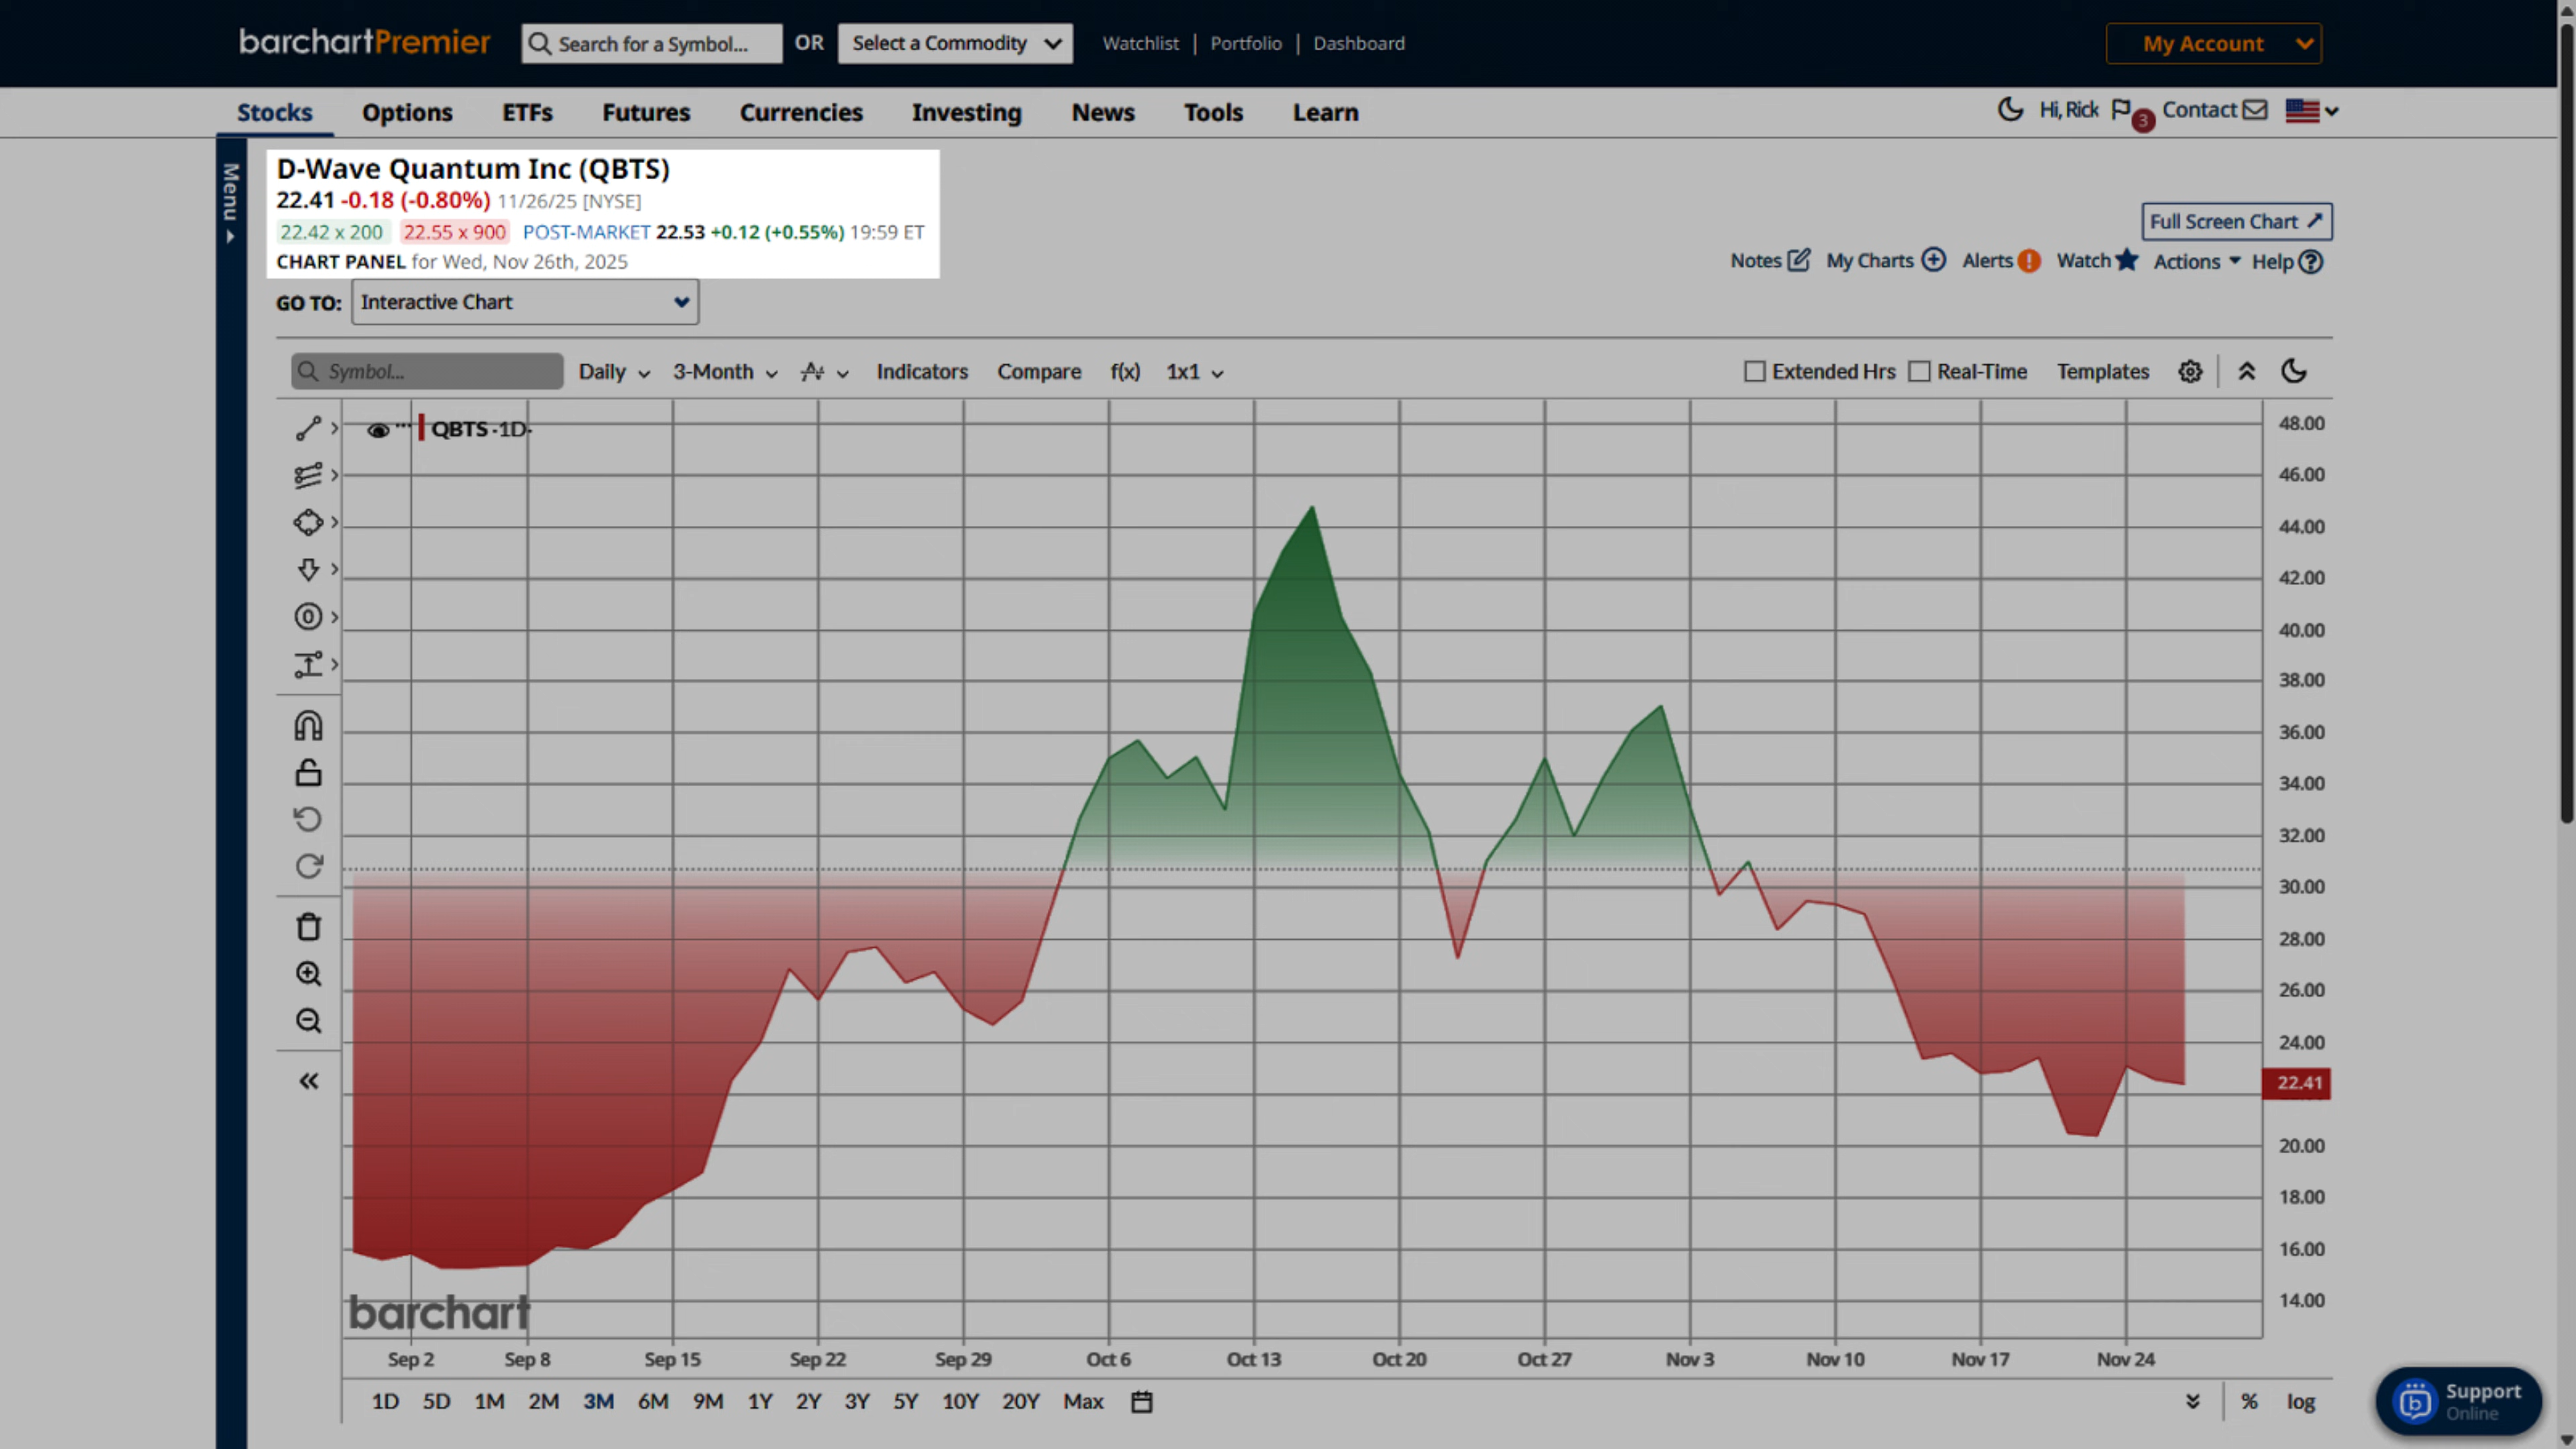 barchartPremier Search for a Symbol... OR Select a Commodity Watchlist | Portfolio | Dashboard My Account
Stocks Options ETFs Futures Currencies Investing News Tools Learn Hi, Rick 3 Contact
Menu
D-Wave Quantum Inc (QBTS)
22.41 -0.18 (-0.80%) 11/26/25 [NYSE]
22.42 x 200 22.55 x 900 POST-MARKET 22.53 +0.12 (+0.55%) 19:59 ET
CHART PANEL for Wed, Nov 26th, 2025
Full Screen Chart
Notes My Charts Alerts Watch Actions Help
GO TO: Interactive Chart
Symbol... Daily 3-Month Indicators Compare f(x) 1x1 Extended Hrs Real-Time Templates
QBTS -1D-
48.00
46.00
44.00
42.00
40.00
38.00
36.00
34.00
32.00
30.00
28.00
26.00
24.00
22.41
20.00
18.00
16.00
14.00
barchart
Sep 2 Sep 8 Sep 15 Sep 22 Sep 29 Oct 6 Oct 13 Oct 20 Oct 27 Nov 3 Nov 10 Nov 17 Nov 24
1D 5D 1M 2M 3M 6M 9M 1Y 2Y 3Y 5Y 10Y 20Y Max % log
Support
Online